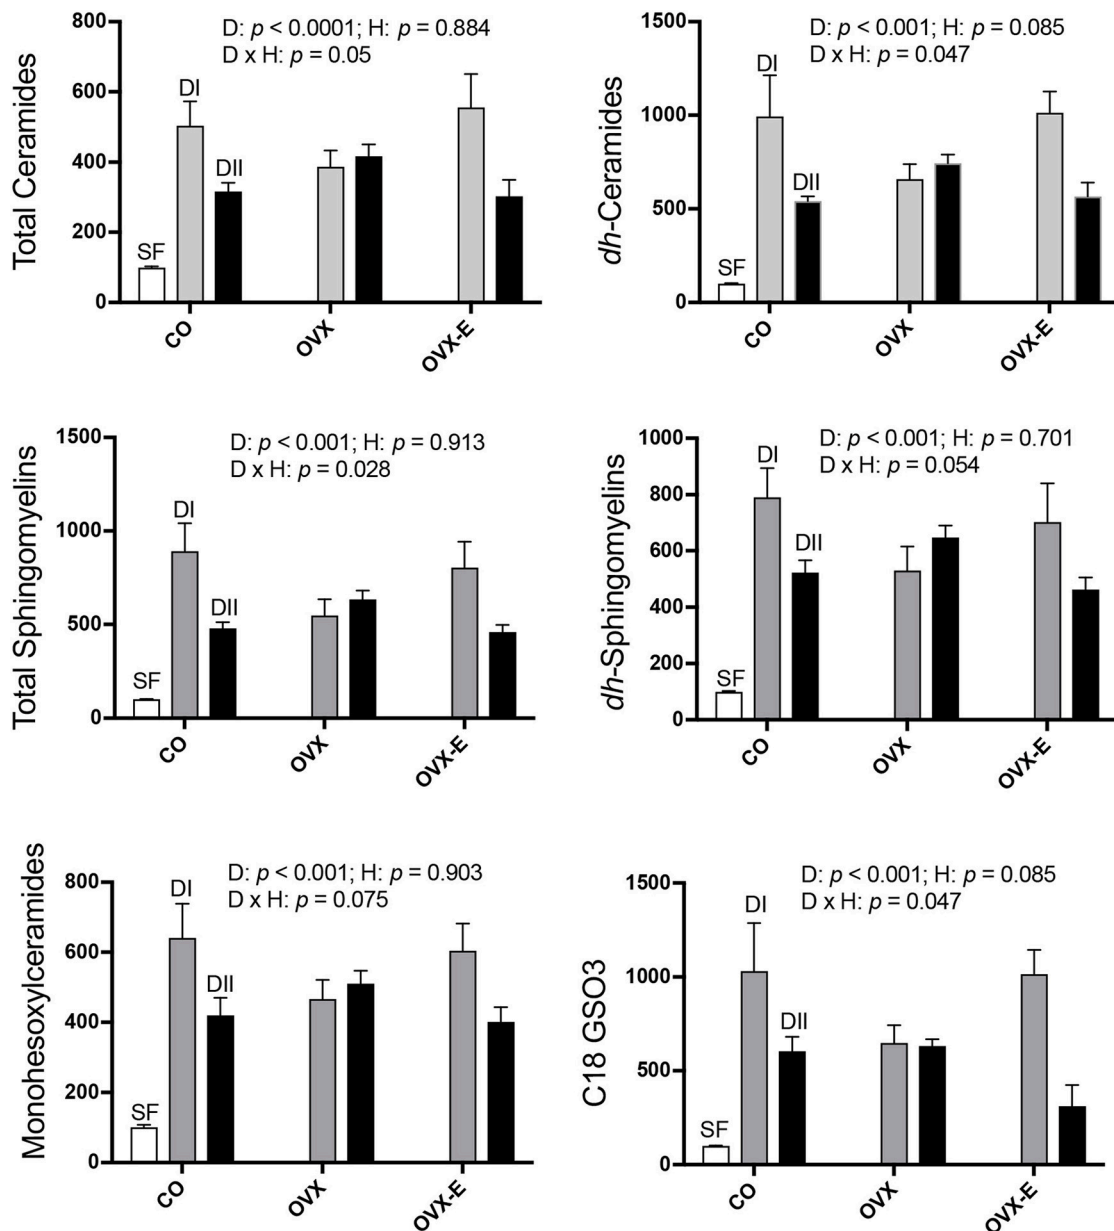 Total Ceramides
800
600
400
200
0
D: p < 0.0001; H: p = 0.884
D x H: p = 0.05
SF
DI
DII
CO
OVX
OVX-E
dh-Ceramides
1500
1000
500
0
D: p < 0.001; H: p = 0.085
D x H: p = 0.047
SF
DI
DII
CO
OVX
OVX-E
Total Sphingomyelins
1500
1000
500
0
D: p < 0.001; H: p = 0.913
D x H: p = 0.028
SF
DI
DII
CO
OVX
OVX-E
dh-Sphingomyelins
1000
800
600
400
200
0
D: p < 0.001; H: p = 0.701
D x H: p = 0.054
SF
DI
DII
CO
OVX
OVX-E
Monohesoxylceramides
800
600
400
200
0
D: p < 0.001; H: p = 0.903
D x H: p = 0.075
SF
DI
DII
CO
OVX
OVX-E
C18 GSO3
1500
1000
500
0
D: p < 0.001; H: p = 0.085
D x H: p = 0.047
SF
DI
DII
CO
OVX
OVX-E